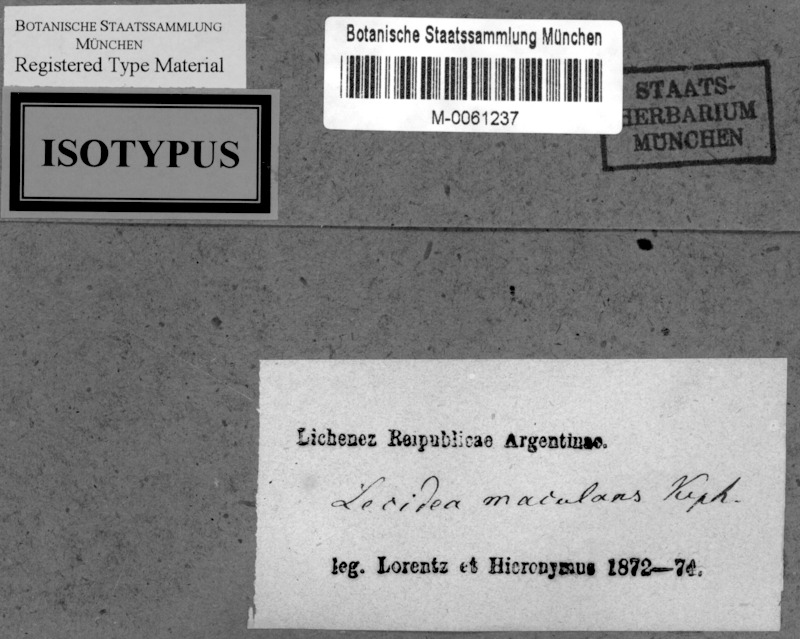 BOTANISCHE STAATSSAMMLUNG
MÜNCHEN
Registered Type Material
ISOTYPUS
Botanische Staatssammlung München
M-0061237
STAATS-
HERBARIUM
MÜNCHEN
Lichenez Reipublicae Argentinae.
Lecidea maculans Kph.
leg. Lorentz et Hieronymus 1872—74.